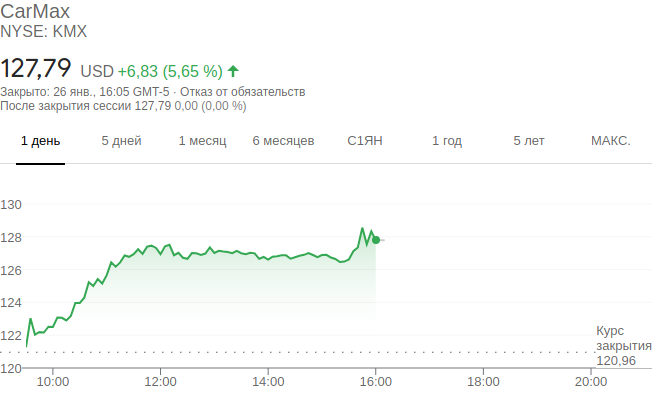 CarMax
NYSE: KMX
127,79 USD +6,83 (5,65 %)
Закрыто: 26 янв., 16:05 GMT-5 · Отказ от обязательств
После закрытия сессии 127,79 0,00 (0,00 %)
1 день 5 дней 1 месяц 6 месяцев С1ЯН 1 год 5 лет МАКС.
130
128
126
124
122
Курс
закрытия
120,96
120
10:00 12:00 14:00 16:00 18:00 20:00